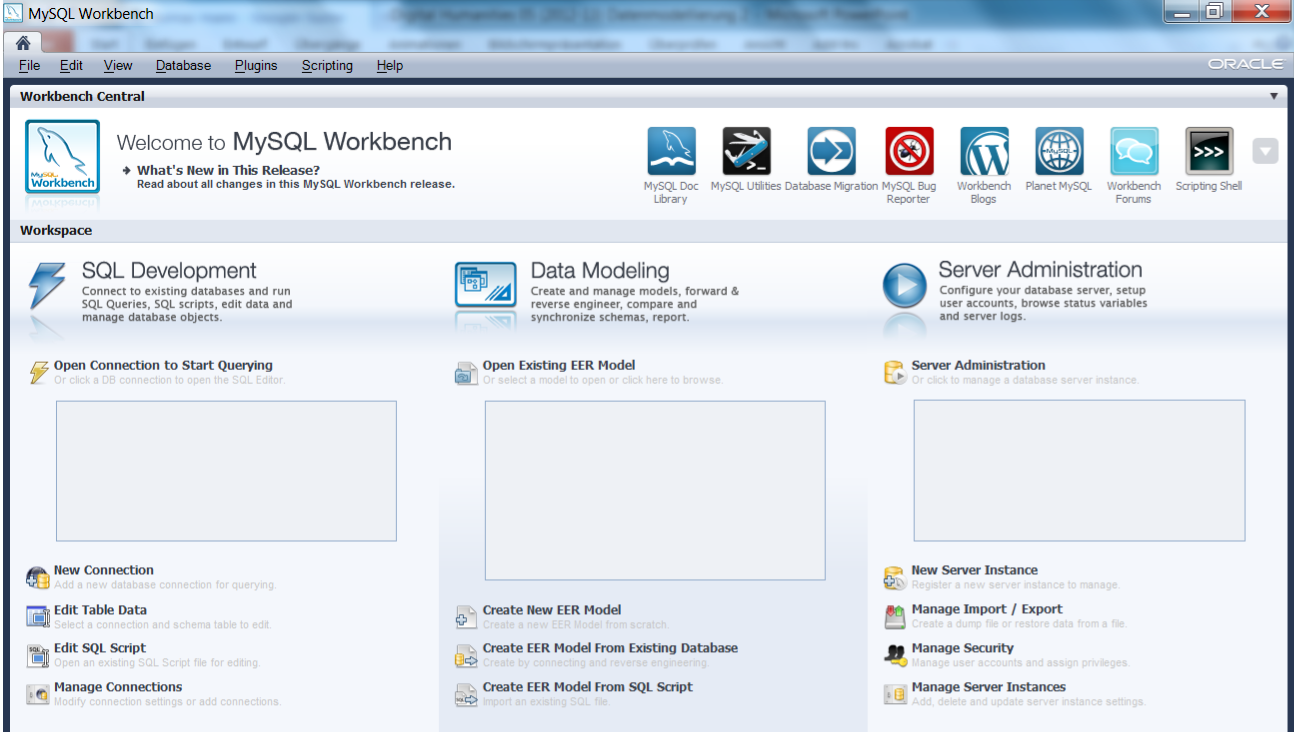 MySQL Workbench
File Edit View Database Plugins Scripting Help
ORACLE
Workbench Central
MySQL
Workbench
Welcome to MySQL Workbench
What's New in This Release?
Read about all changes in this MySQL Workbench release.
MySQL Doc
Library
MySQL Utilities
Database Migration
MySQL Bug
Reporter
Workbench
Blogs
MySQL
Planet MySQL
Workbench
Forums
>>>
Scripting Shell
Workspace
SQL Development
Connect to existing databases and run
SQL Queries, SQL scripts, edit data and
manage database objects.
Open Connection to Start Querying
Or click a DB connection to open the SQL Editor.
New Connection
Add a new database connection for querying.
Edit Table Data
Select a connection and schema table to edit.
Edit SQL Script
Open an existing SQL Script file for editing.
Manage Connections
Modify connection settings or add connections.
Data Modeling
Create and manage models, forward &
reverse engineer, compare and
synchronize schemas, report.
Open Existing EER Model
Or select a model to open or click here to browse.
Create New EER Model
Create a new EER Model from scratch.
Create EER Model From Existing Database
Create by connecting and reverse engineering.
Create EER Model From SQL Script
Import an existing SQL file.
Server Administration
Configure your database server, setup
user accounts, browse status variables
and server logs.
Server Administration
Or click to manage a database server instance.
New Server Instance
Register a new server instance to manage.
Manage Import / Export
Create a dump file or restore data from a file.
Manage Security
Manage user accounts and assign privileges.
Manage Server Instances
Add, delete and update server instance settings.